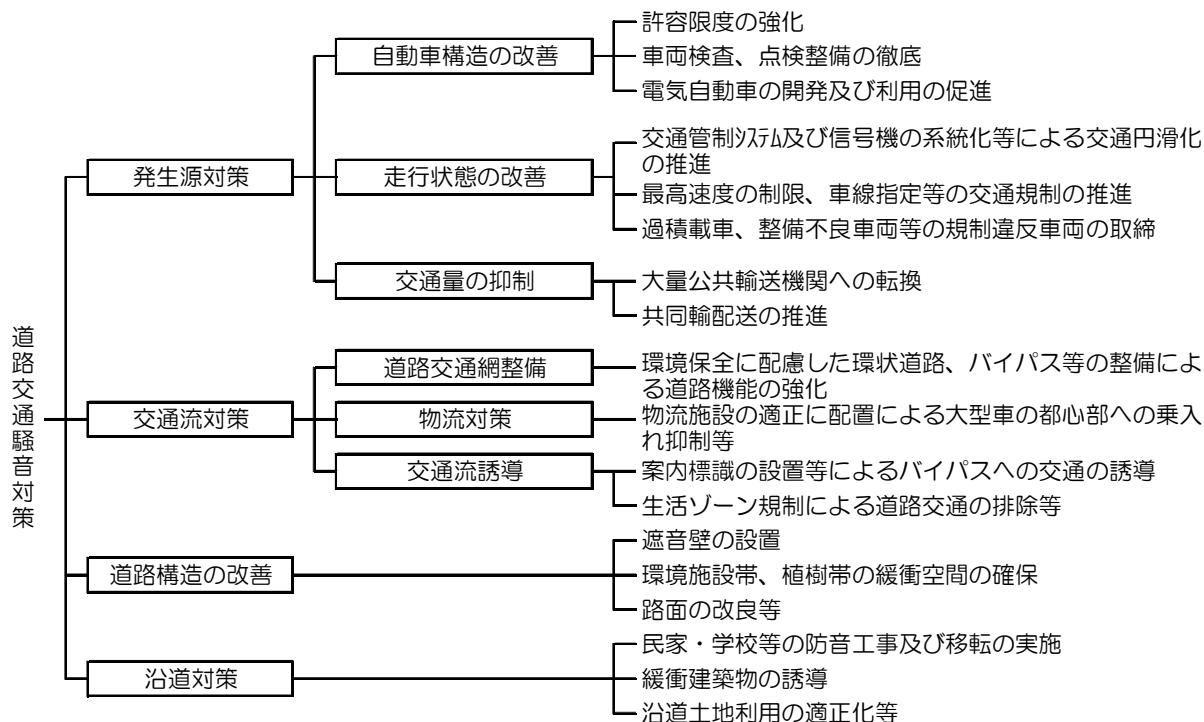 道路交通騒音対策
発生源対策
自動車構造の改善
許容限度の強化
車両検査、点検整備の徹底
電気自動車の開発及び利用の促進
走行状態の改善
交通管制ｼｽﾃﾑ及び信号機の系統化等による交通円滑化
の推進
最高速度の制限、車線指定等の交通規制の推進
過積載車、整備不良車両等の規制違反車両の取締
交通量の抑制
大量公共輸送機関への転換
共同輸配送の推進
交通流対策
道路交通網整備
環境保全に配慮した環状道路、バイパス等の整備によ
る道路機能の強化
物流対策
物流施設の適正に配置による大型車の都心部への乗入
れ抑制等
交通流誘導
案内標識の設置等によるバイパスへの交通の誘導
生活ゾーン規制による道路交通の排除等
道路構造の改善
遮音壁の設置
環境施設帯、植樹帯の緩衝空間の確保
路面の改良等
沿道対策
民家・学校等の防音工事及び移転の実施
緩衝建築物の誘導
沿道土地利用の適正化等